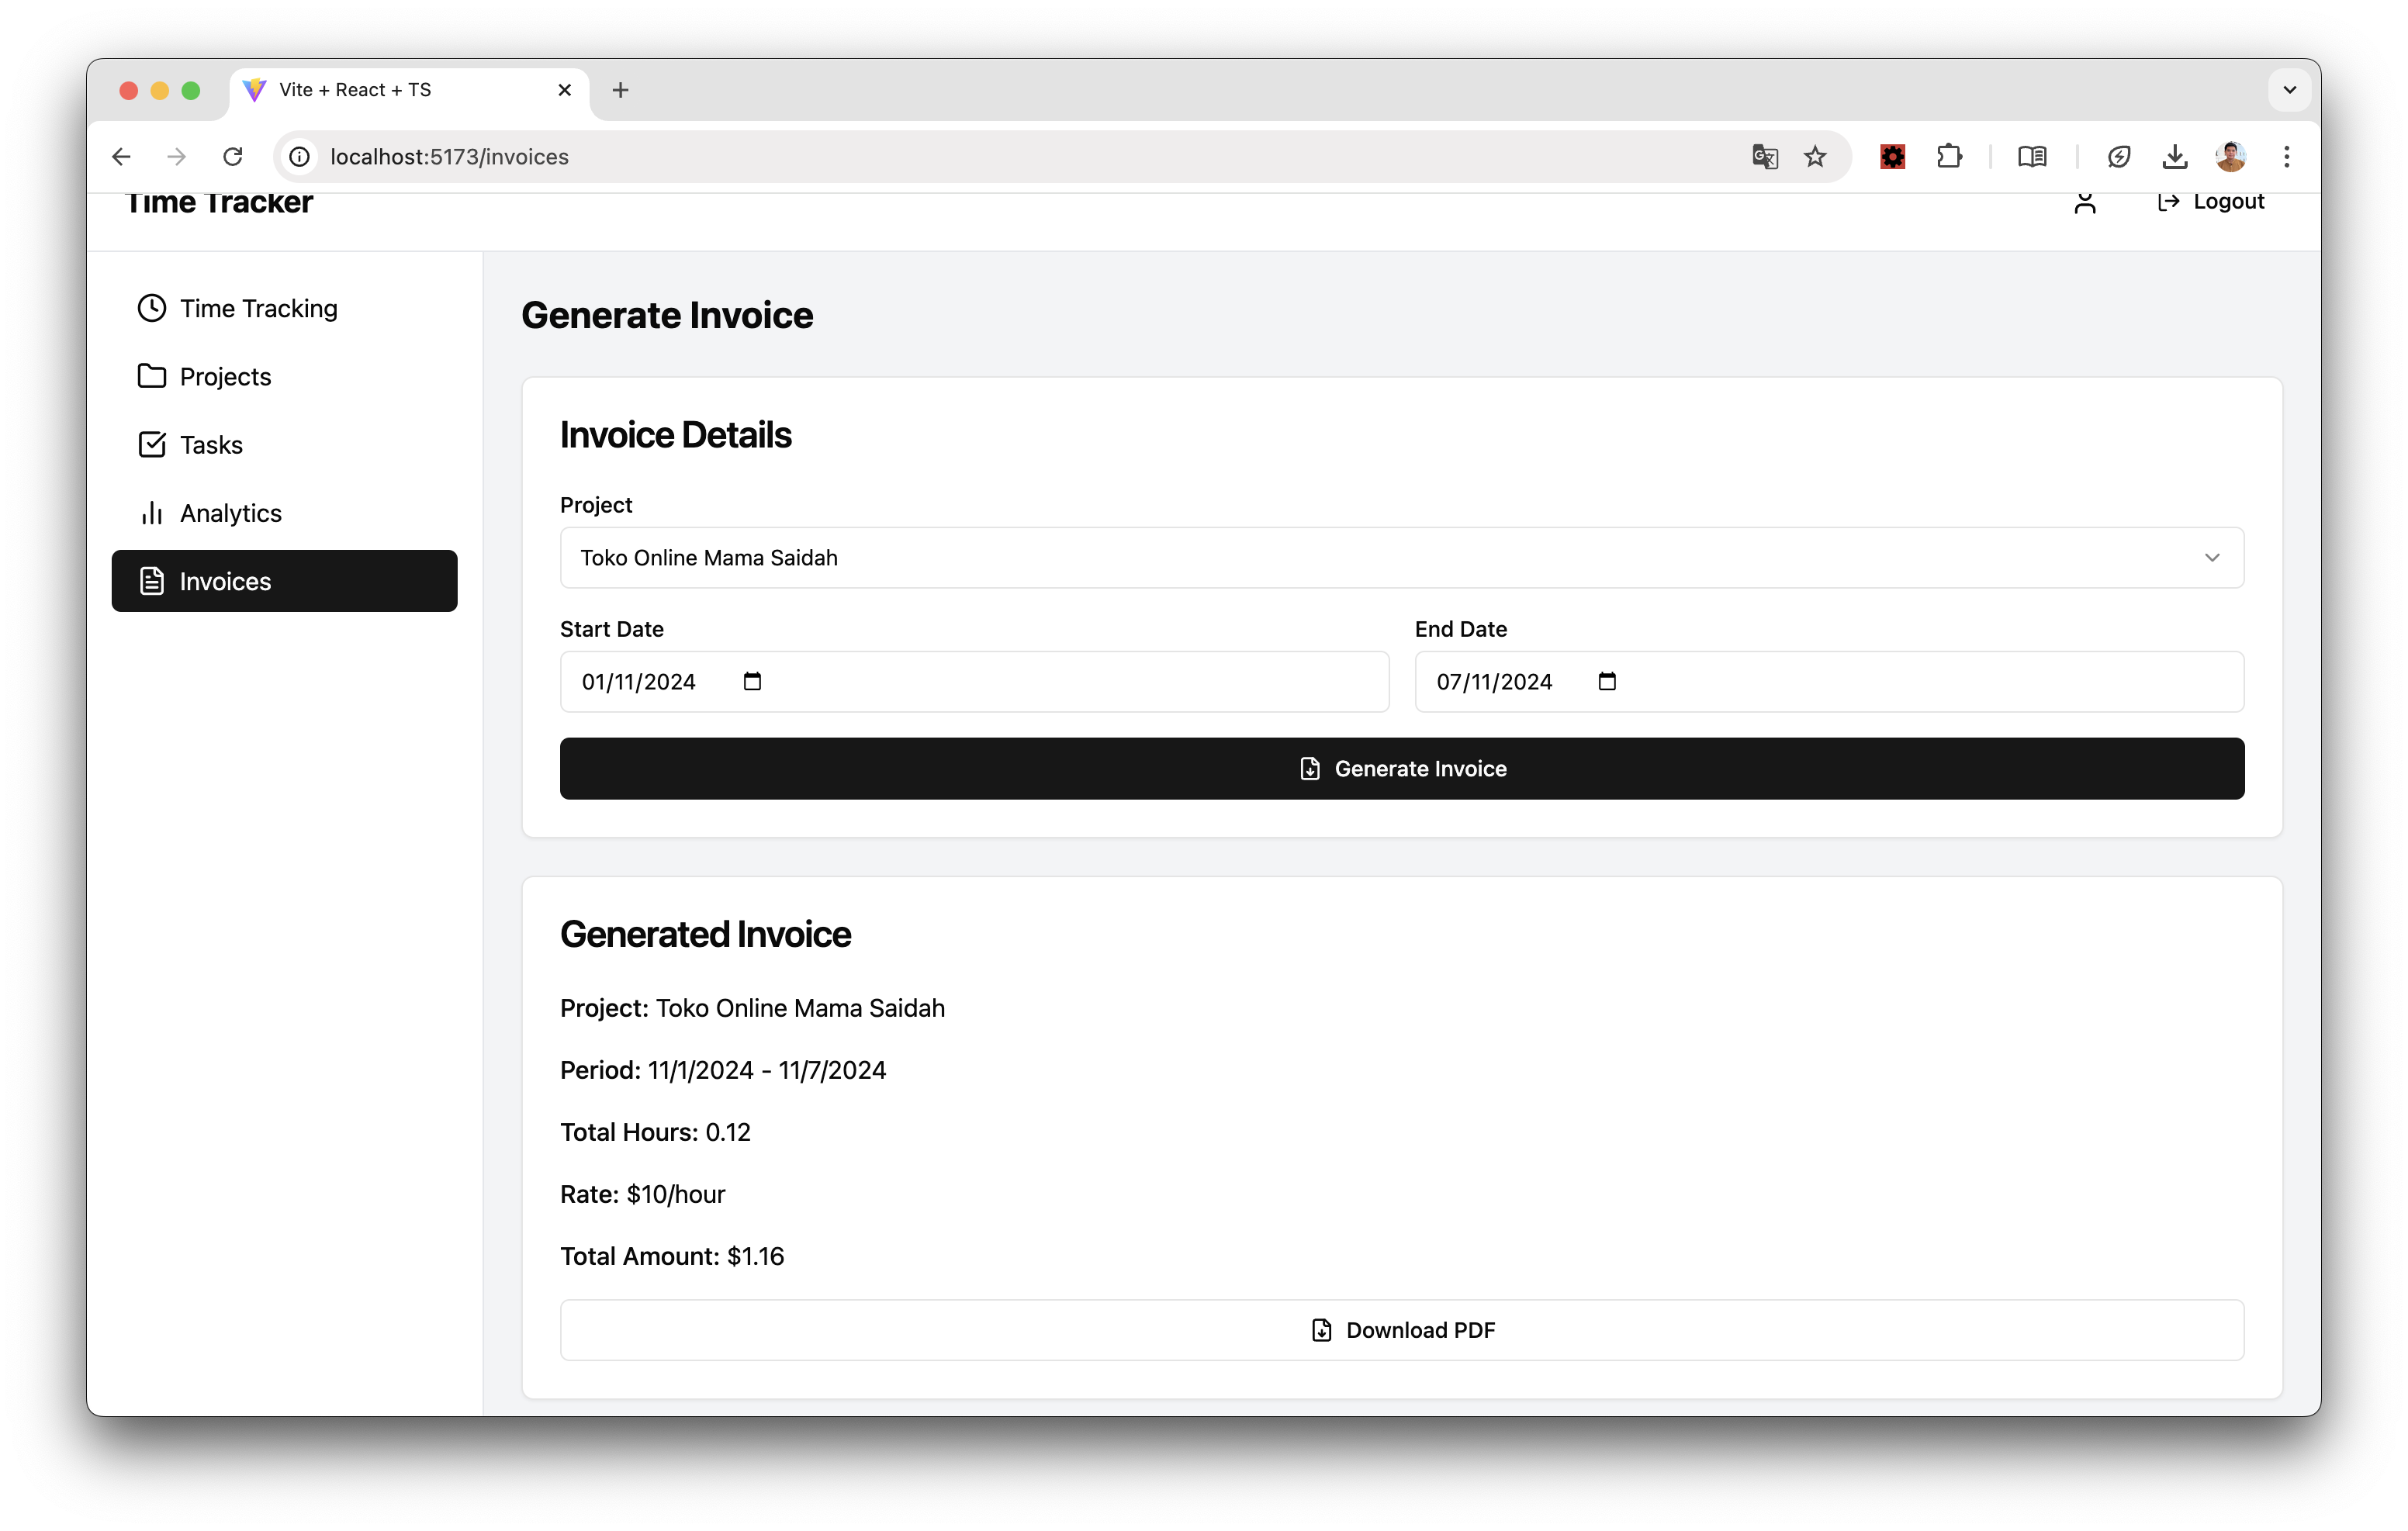 Vite + React + TS
localhost:5173/invoices
Time Tracker
Logout
Time Tracking
Projects
Tasks
Analytics
Invoices
Generate Invoice
Invoice Details
Project
Toko Online Mama Saidah
Start Date
End Date
01/11/2024
07/11/2024
Generate Invoice
Generated Invoice
Project: Toko Online Mama Saidah
Period: 11/1/2024 - 11/7/2024
Total Hours: 0.12
Rate: $10/hour
Total Amount: $1.16
Download PDF